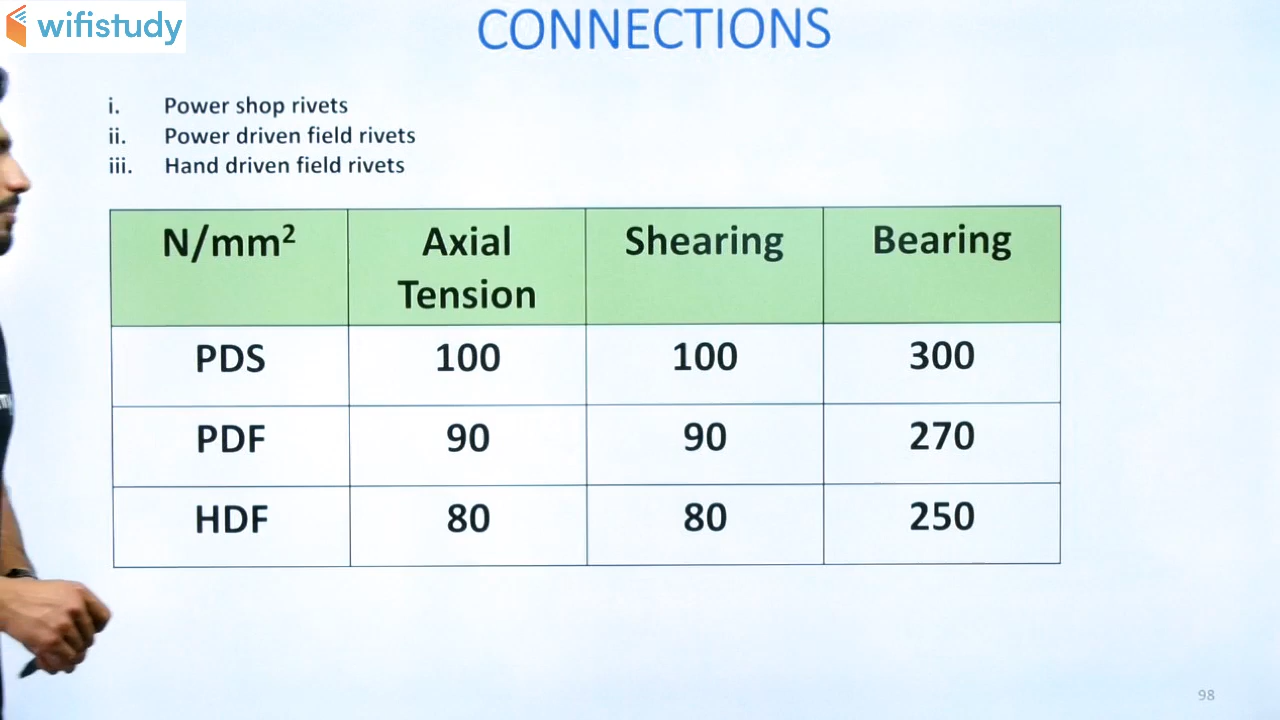 wifistudy
CONNECTIONS
i. Power shop rivets
ii. Power driven field rivets
iii. Hand driven field rivets
N/mm² Axial Tension Shearing Bearing
PDS 100 100 300
PDF 90 90 270
HDF 80 80 250
98